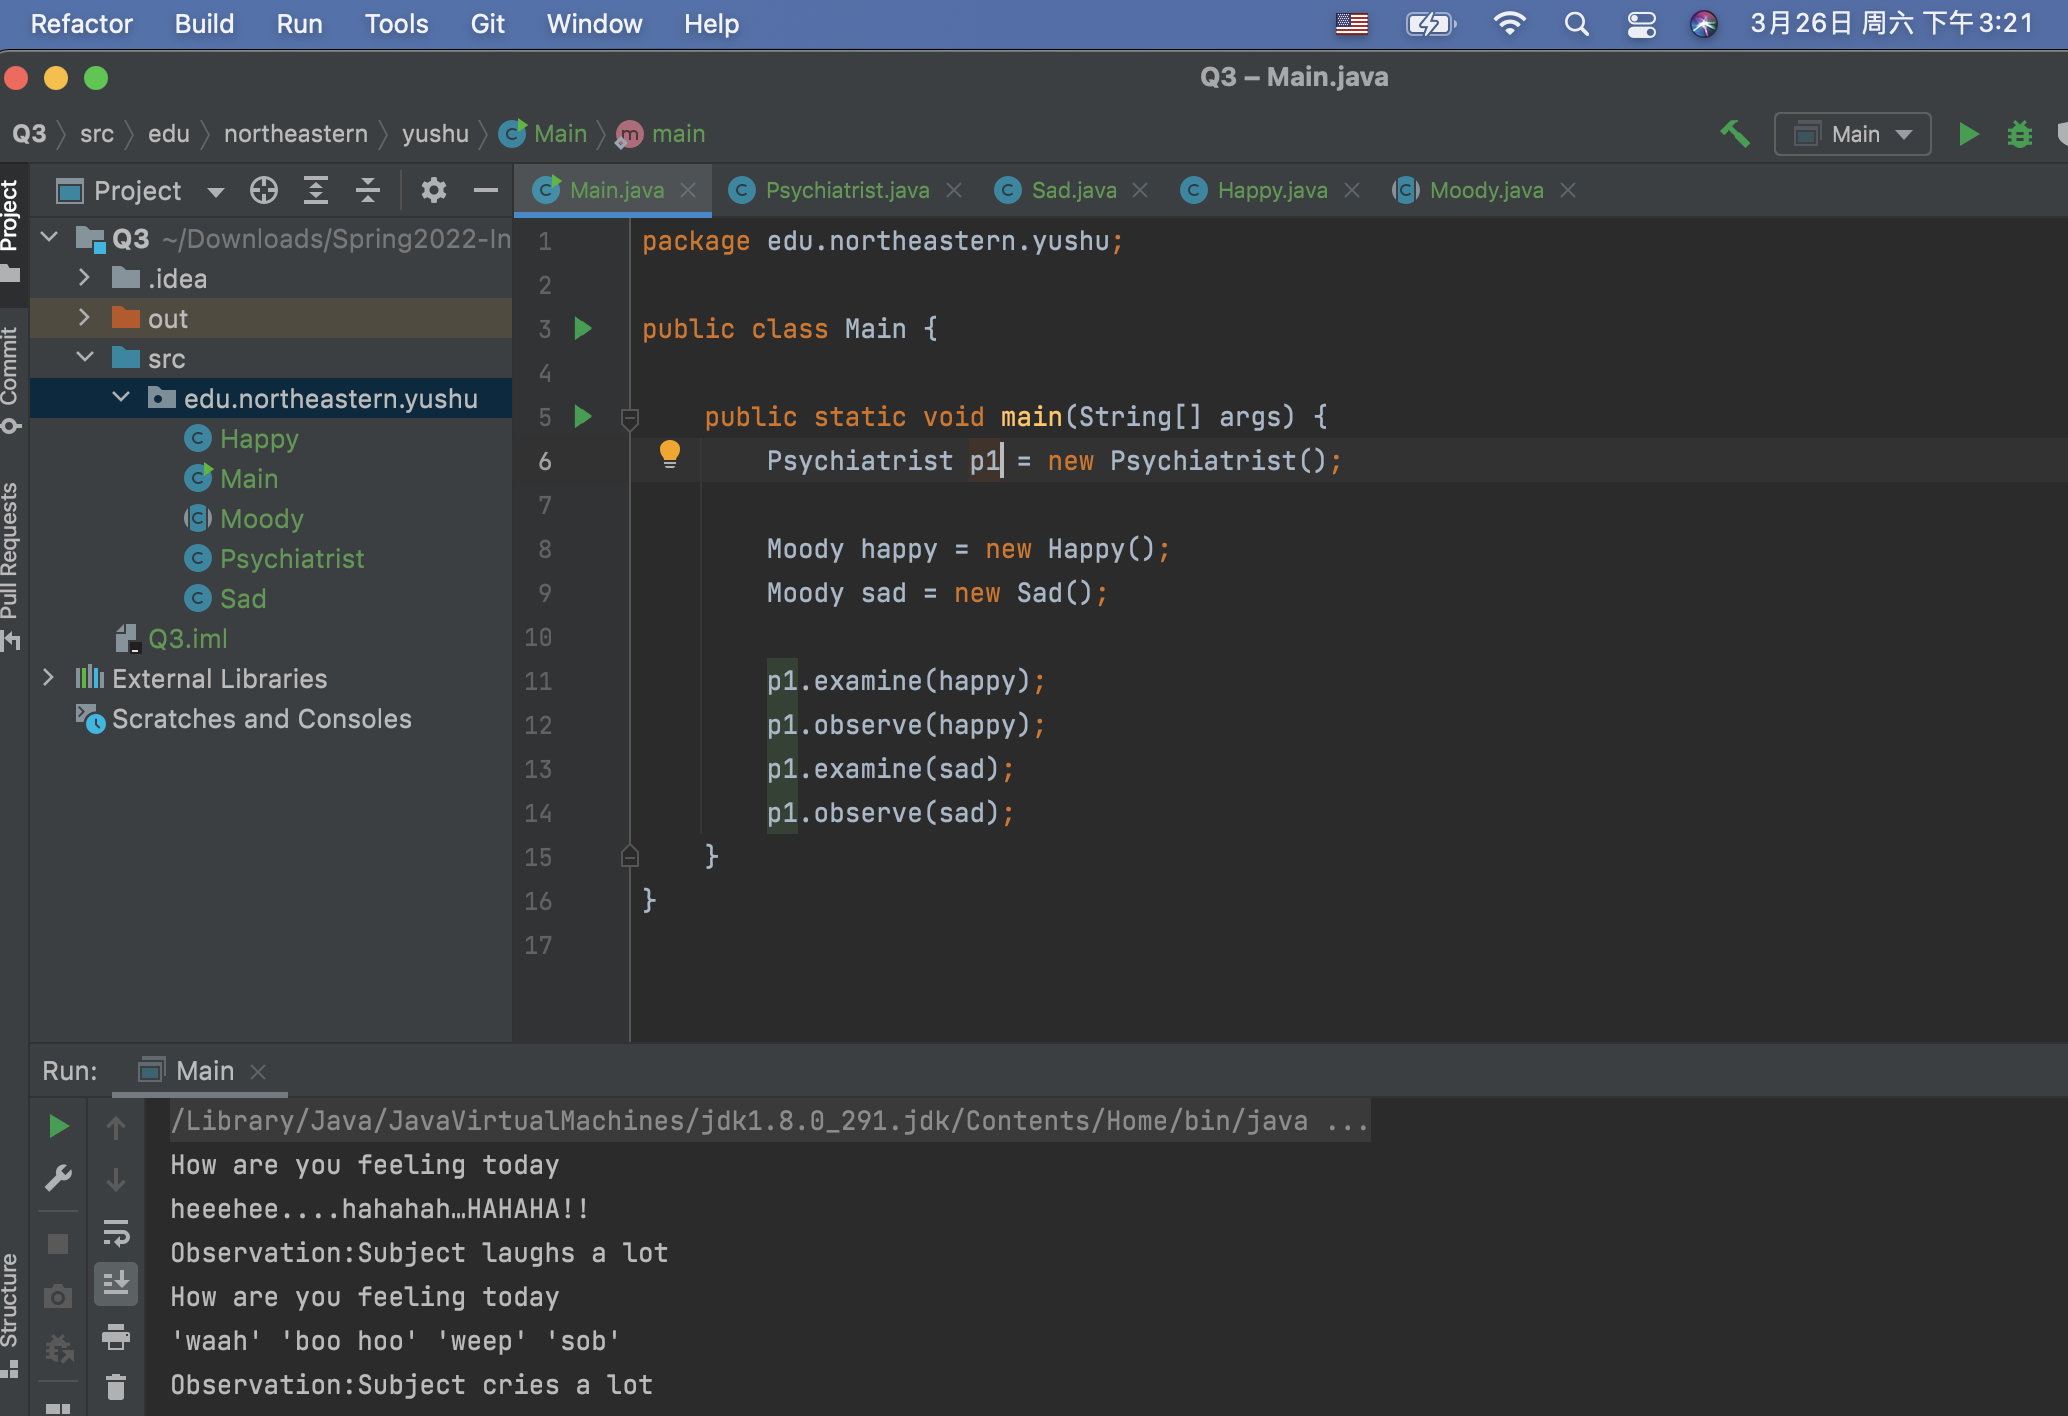 Refactor Build Run Tools Git Window Help 3月26日 周六 下午3:21
Q3 – Main.java
Q3 src edu northeastern yushu Main main Main
Project
Main.java Psychiatrist.java Sad.java Happy.java Moody.java
Project
Commit
Pull Requests
Structure
Q3 ~/Downloads/Spring2022-In
.idea
out
src
edu.northeastern.yushu
Happy
Main
Moody
Psychiatrist
Sad
Q3.iml
External Libraries
Scratches and Consoles
1 package edu.northeastern.yushu;
2
3 public class Main {
4
5 public static void main(String[] args) {
6 Psychiatrist p1 = new Psychiatrist();
7
8 Moody happy = new Happy();
9 Moody sad = new Sad();
10
11 p1.examine(happy);
12 p1.observe(happy);
13 p1.examine(sad);
14 p1.observe(sad);
15 }
16 }
17
Run: Main
/Library/Java/JavaVirtualMachines/jdk1.8.0_291.jdk/Contents/Home/bin/java ...
How are you feeling today
heeehee....hahahah…HAHAHA!!
Observation:Subject laughs a lot
How are you feeling today
'waah' 'boo hoo' 'weep' 'sob'
Observation:Subject cries a lot